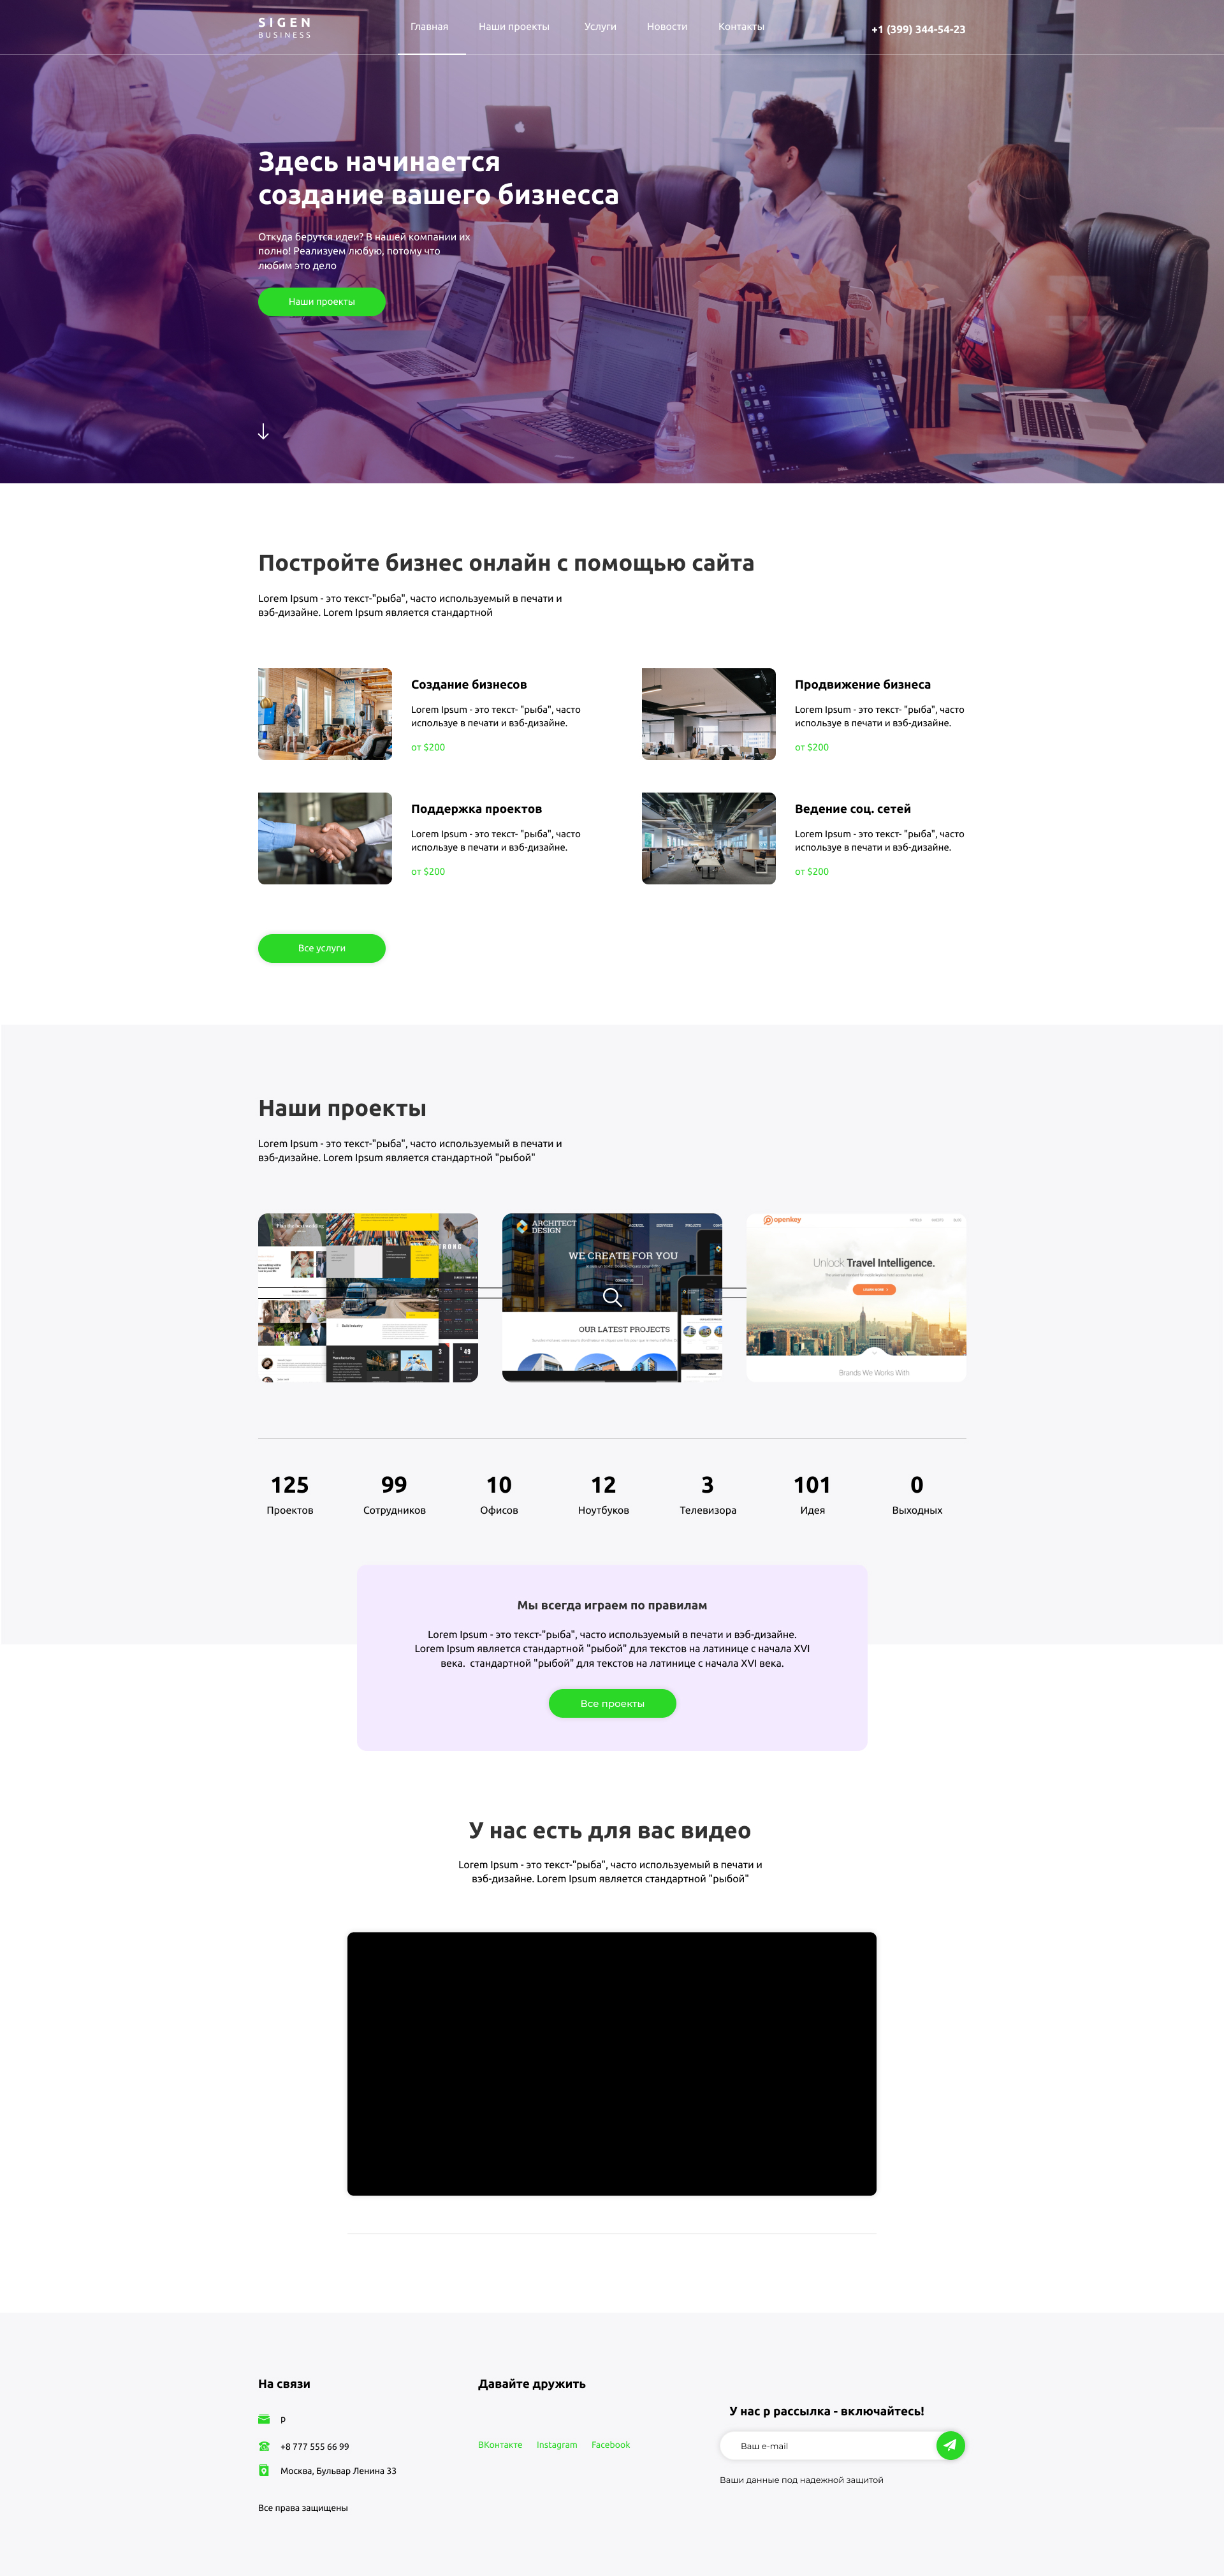 SIGEN
BUSINESS
Главная
Наши проекты
Услуги
Новости
Контакты
+1 (399) 344-54-23
Здесь начинается
создание вашего бизнесса
Откуда берутся идеи? В нашей компании их
полно! Реализуем любую, потому что
любим это дело
Наши проекты
Постройте бизнес онлайн с помощью сайта
Lorem Ipsum - это текст-"рыба", часто используемый в печати и
вэб-дизайне. Lorem Ipsum является стандартной
Создание бизнесов
Lorem Ipsum - это текст- "рыба", часто
используе в печати и вэб-дизайне.
от $200
Продвижение бизнеса
Lorem Ipsum - это текст- "рыба", часто
используе в печати и вэб-дизайне.
от $200
Поддержка проектов
Lorem Ipsum - это текст- "рыба", часто
используе в печати и вэб-дизайне.
от $200
Ведение соц. сетей
Lorem Ipsum - это текст- "рыба", часто
используе в печати и вэб-дизайне.
от $200
Все услуги
Наши проекты
Lorem Ipsum - это текст-"рыба", часто используемый в печати и
вэб-дизайне. Lorem Ipsum является стандартной "рыбой"
ARCHITECT
DESIGN
WE CREATE FOR YOU
CONTACT US
OUR LATEST PROJECTS
openkey
Unlock Travel Intelligence.
Brands We Works With
125
Проектов
99
Сотрудников
10
Офисов
12
Ноутбуков
3
Телевизора
101
Идея
0
Выходных
Мы всегда играем по правилам
Lorem Ipsum - это текст-"рыба", часто используемый в печати и вэб-дизайне.
Lorem Ipsum является стандартной "рыбой" для текстов на латинице с начала XVI
века.  стандартной "рыбой" для текстов на латинице с начала XVI века.
Все проекты
У нас есть для вас видео
Lorem Ipsum - это текст-"рыба", часто используемый в печати и
вэб-дизайне. Lorem Ipsum является стандартной "рыбой"
На связи
р
+8 777 555 66 99
Москва, Бульвар Ленина 33
Все права защищены
Давайте дружить
ВКонтакте
Instagram
Facebook
У нас р рассылка - включайтесь!
Ваш e-mail
Ваши данные под надежной защитой